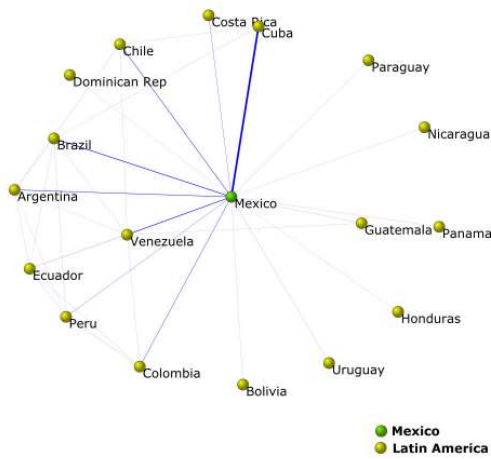 Costa Rica
Cuba
Chile
Paraguay
Dominican Rep
Nicaragua
Brazil
Argentina
Mexico
Guatemala
Panama
Venezuela
Ecuador
Honduras
Peru
Uruguay
Colombia
Bolivia
Mexico
Latin America